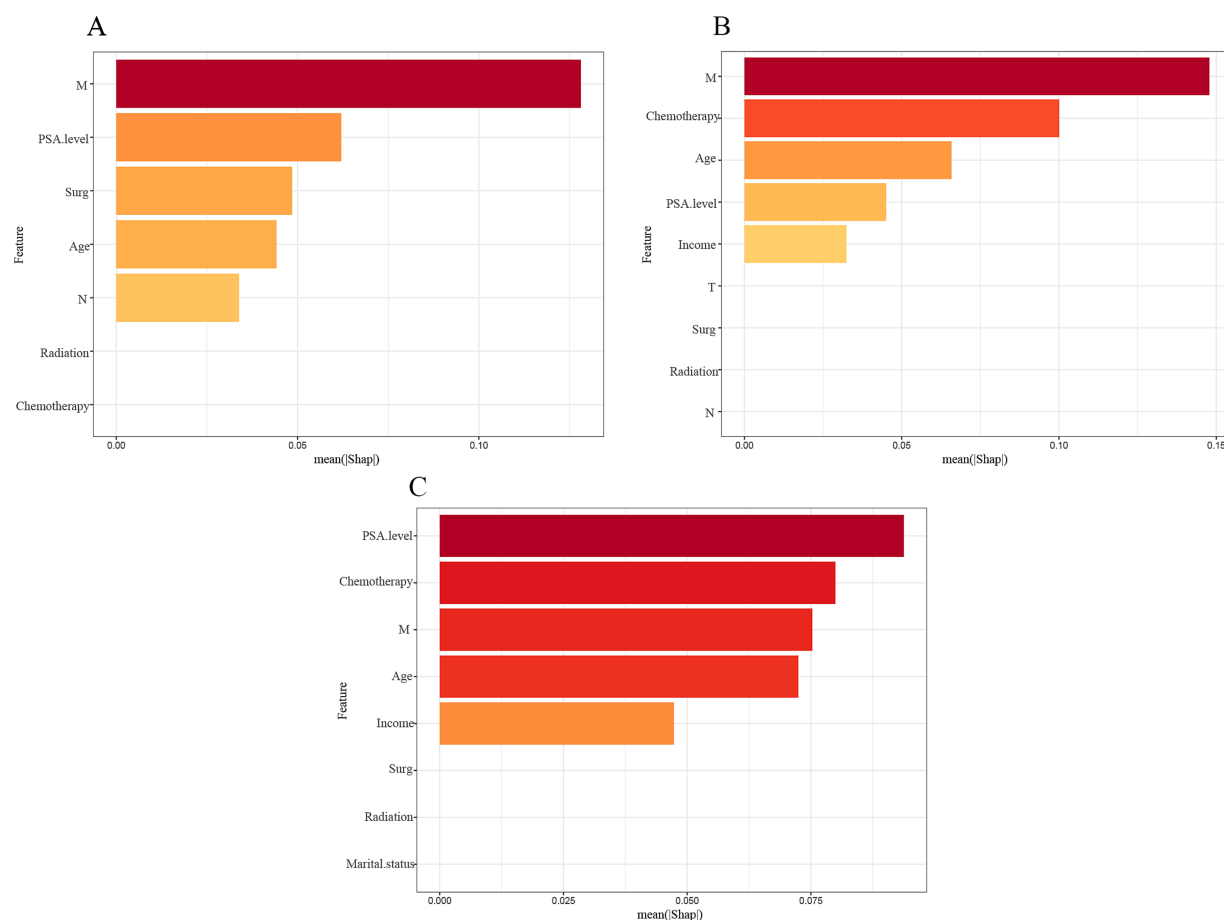 A
M
PSA.level
Surg
Age
N
Radiation
Chemotherapy
Feature
0.00
0.05
0.10
mean(|Shap|)
B
M
Chemotherapy
Age
PSA.level
Income
T
Surg
Radiation
N
Feature
0.00
0.05
0.10
0.15
mean(|Shap|)
C
PSA.level
Chemotherapy
M
Age
Income
Surg
Radiation
Marital.status
Feature
0.000
0.025
0.050
0.075
mean(|Shap|)